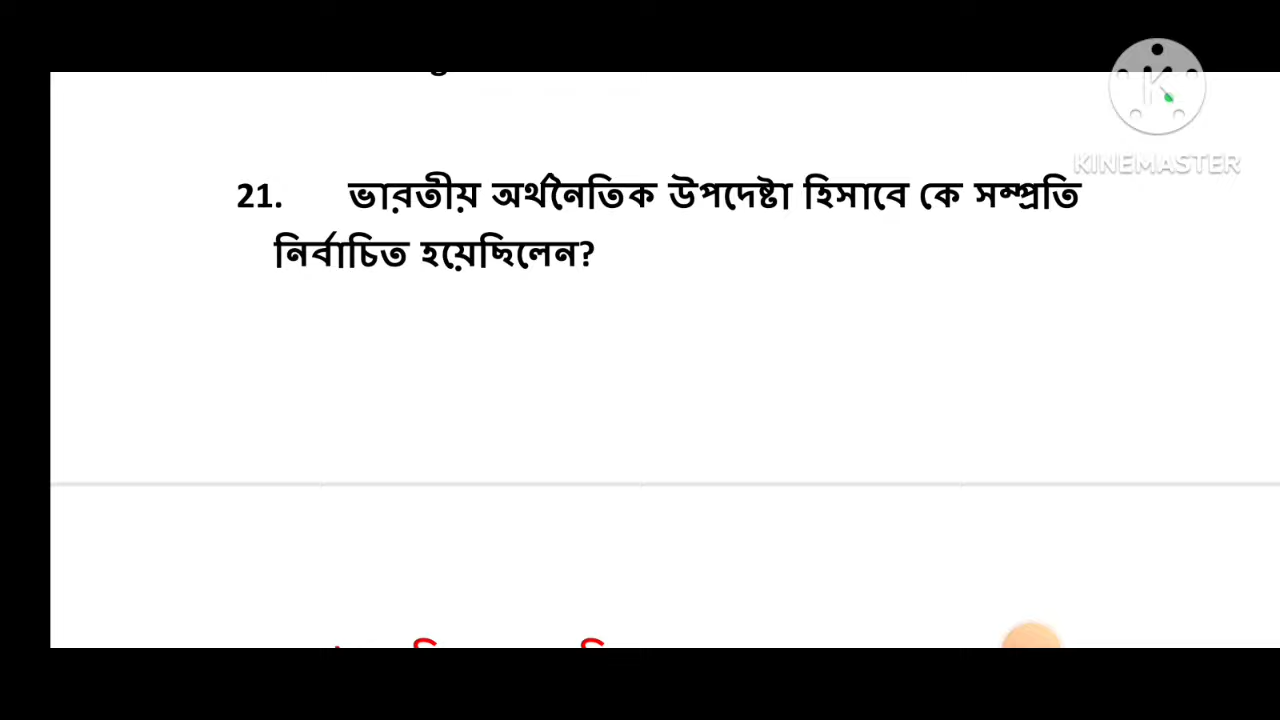 KINEMASTER
21. ভারতীয় অর্থনৈতিক উপদেষ্টা হিসাবে কে সম্প্রতি
নির্বাচিত হয়েছিলেন?